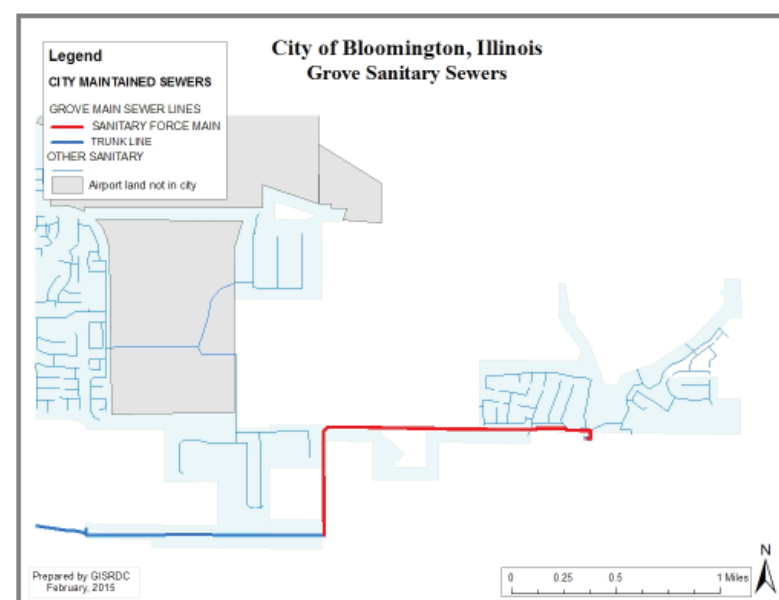 City of Bloomington, Illinois
Grove Sanitary Sewers
Legend
CITY MAINTAINED SEWERS
GROVE MAIN SEWER LINES
SANITARY FORCE MAIN
TRUNK LINE
OTHER SANITARY
Airport land not in city
Prepared by GISRDC
February, 2015
0 0.25 0.5 1 Miles
N